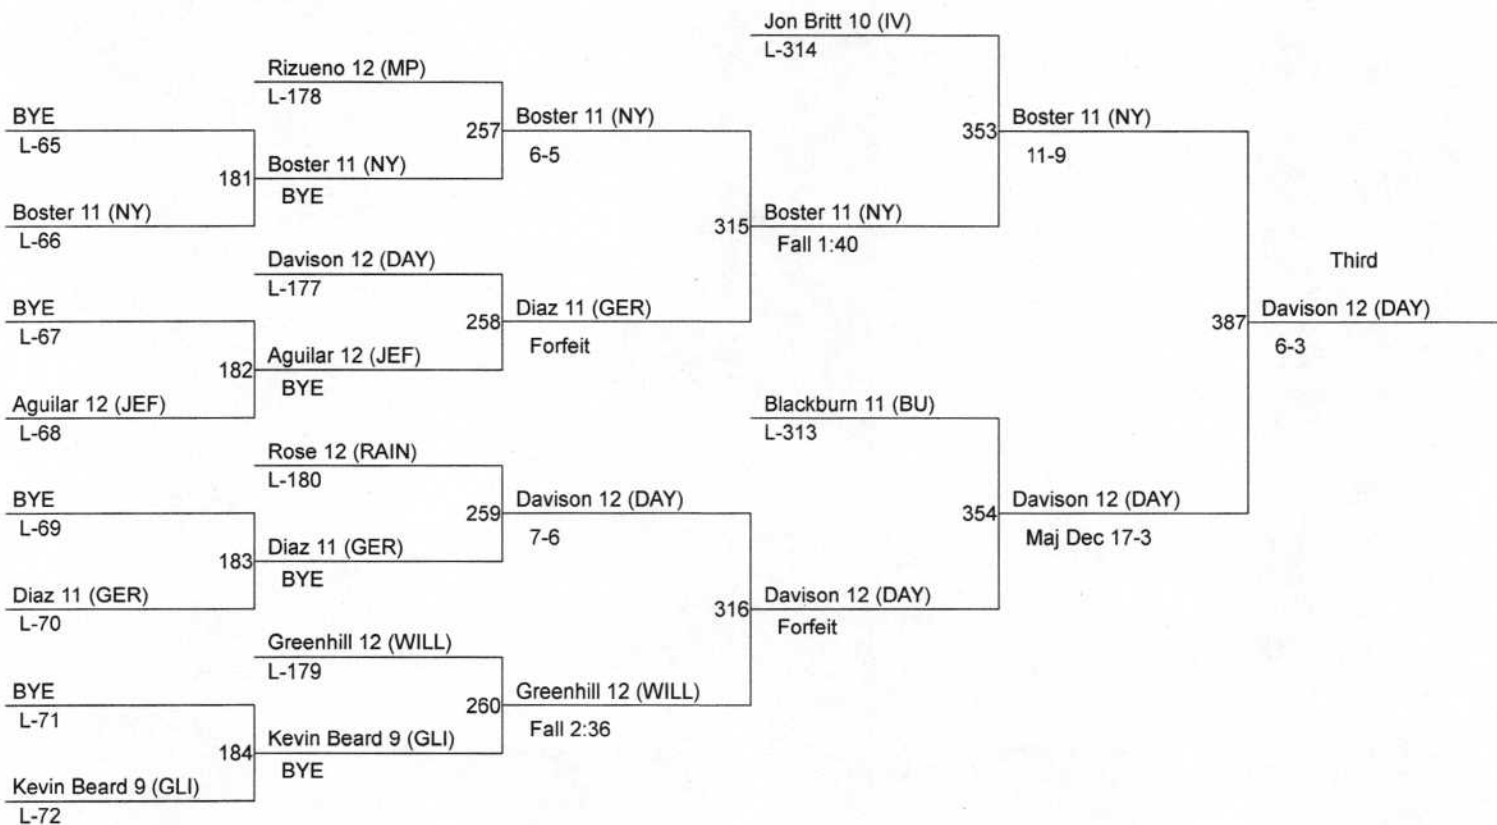 Jon Britt 10 (IV)
L-314
Rizueno 12 (MP)
L-178
BYE
L-65
257
Boster 11 (NY)
6-5
353
Boster 11 (NY)
11-9
181
Boster 11 (NY)
BYE
Boster 11 (NY)
L-66
315
Boster 11 (NY)
Fall 1:40
Davison 12 (DAY)
L-177
Third
BYE
L-67
258
Diaz 11 (GER)
Forfeit
387
Davison 12 (DAY)
6-3
182
Aguilar 12 (JEF)
BYE
Aguilar 12 (JEF)
L-68
Blackburn 11 (BU)
L-313
Rose 12 (RAIN)
L-180
BYE
L-69
259
Davison 12 (DAY)
7-6
354
Davison 12 (DAY)
Maj Dec 17-3
183
Diaz 11 (GER)
BYE
Diaz 11 (GER)
L-70
316
Davison 12 (DAY)
Forfeit
Greenhill 12 (WILL)
L-179
BYE
L-71
260
Greenhill 12 (WILL)
Fall 2:36
184
Kevin Beard 9 (GLI)
BYE
Kevin Beard 9 (GLI)
L-72